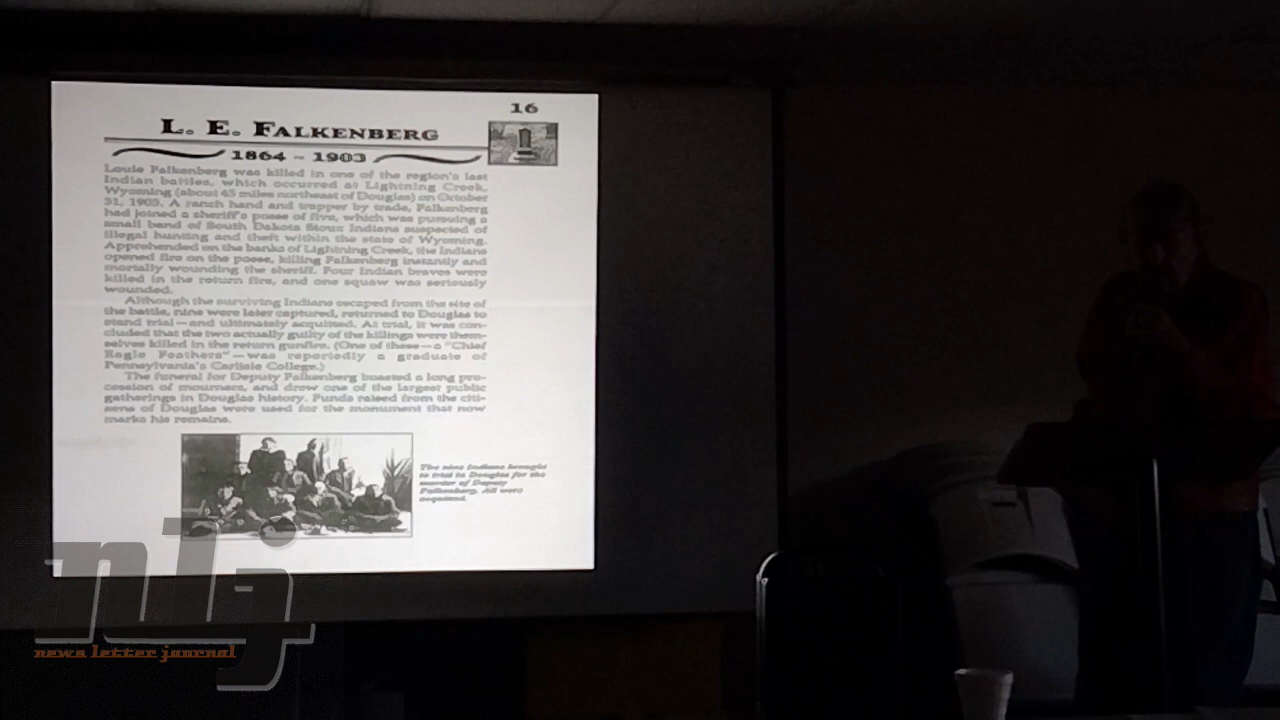 16
L. E. FALKENBERG
1864 ~ 1903
Louie Falkenberg was killed in one of the region's last
Indian battles, which occurred at Lightning Creek,
Wyoming (about 45 miles northeast of Douglas) on October
31, 1903. A ranch hand and trapper by trade, Falkenberg
had joined a sheriff's posse of five, which was pursuing a
small band of South Dakota Sioux Indians suspected of
illegal hunting and theft within the state of Wyoming.
Apprehended on the banks of Lightning Creek, the Indians
opened fire on the posse, killing Falkenberg instantly and
mortally wounding the sheriff. Four Indian braves were
killed in the return fire, and one squaw was seriously
wounded.
Although the surviving Indians escaped from the site of
the battle, nine were later captured, returned to Douglas to
stand trial—and ultimately acquitted. At trial, it was con-
cluded that the two actually guilty of the killings were them-
selves killed in the return gunfire. (One of these—a "Chief
Eagle Feathers"—was reportedly a graduate of
Pennsylvania's Carlisle College.)
The funeral for Deputy Falkenberg boasted a long pro-
cession of mourners, and drew one of the largest public
gatherings in Douglas history. Funds raised from the citi-
zens of Douglas were used for the monument that now
marks his remains.
The nine Indians brought
to trial in Douglas for the
murder of Deputy
Falkenberg. All were
acquitted.
nlj
news letter journal